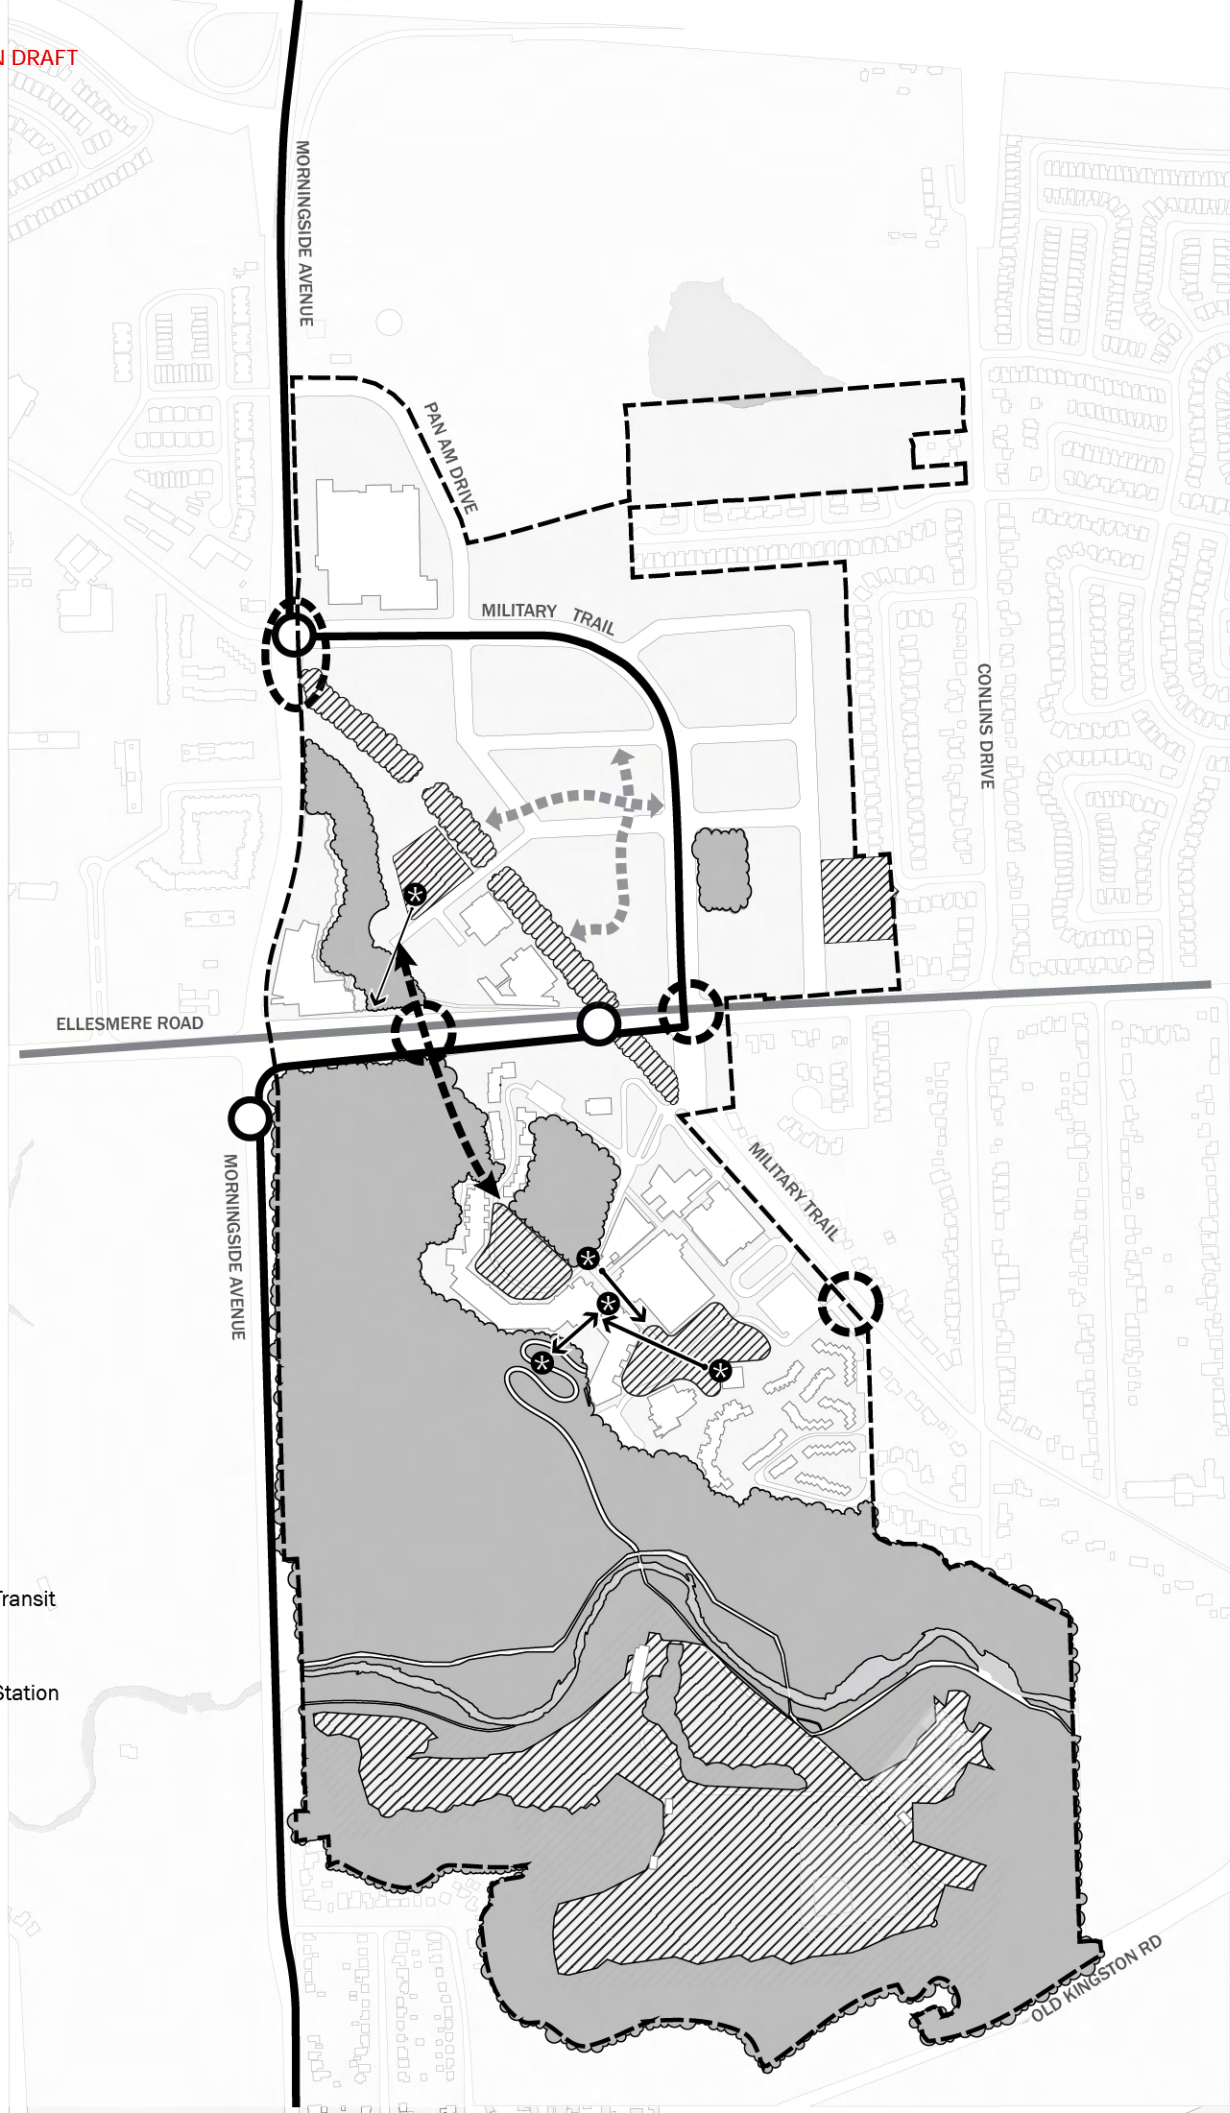 N DRAFT
MORNINGSIDE AVENUE
PAN AM DRIVE
MILITARY TRAIL
CONLINS DRIVE
ELLESMERE ROAD
MORNINGSIDE AVENUE
MILITARY TRAIL
Transit
Station
OLD KINGSTON RD